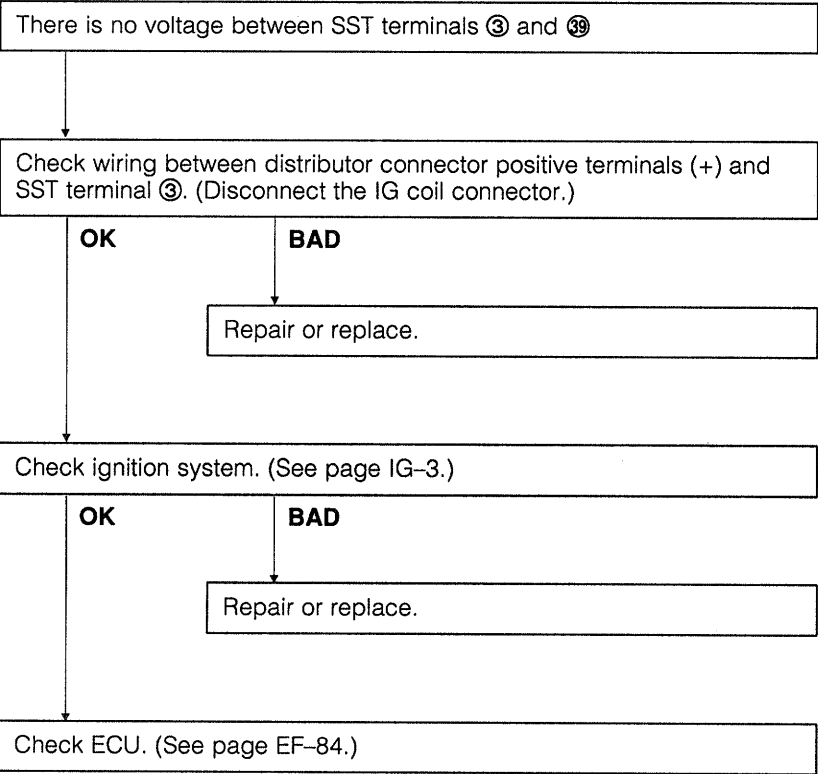 There is no voltage between SST terminals ③ and ㊴
Check wiring between distributor connector positive terminals (+) and
SST terminal ③. (Disconnect the IG coil connector.)
OK
BAD
Repair or replace.
Check ignition system. (See page IG–3.)
OK
BAD
Repair or replace.
Check ECU. (See page EF–84.)